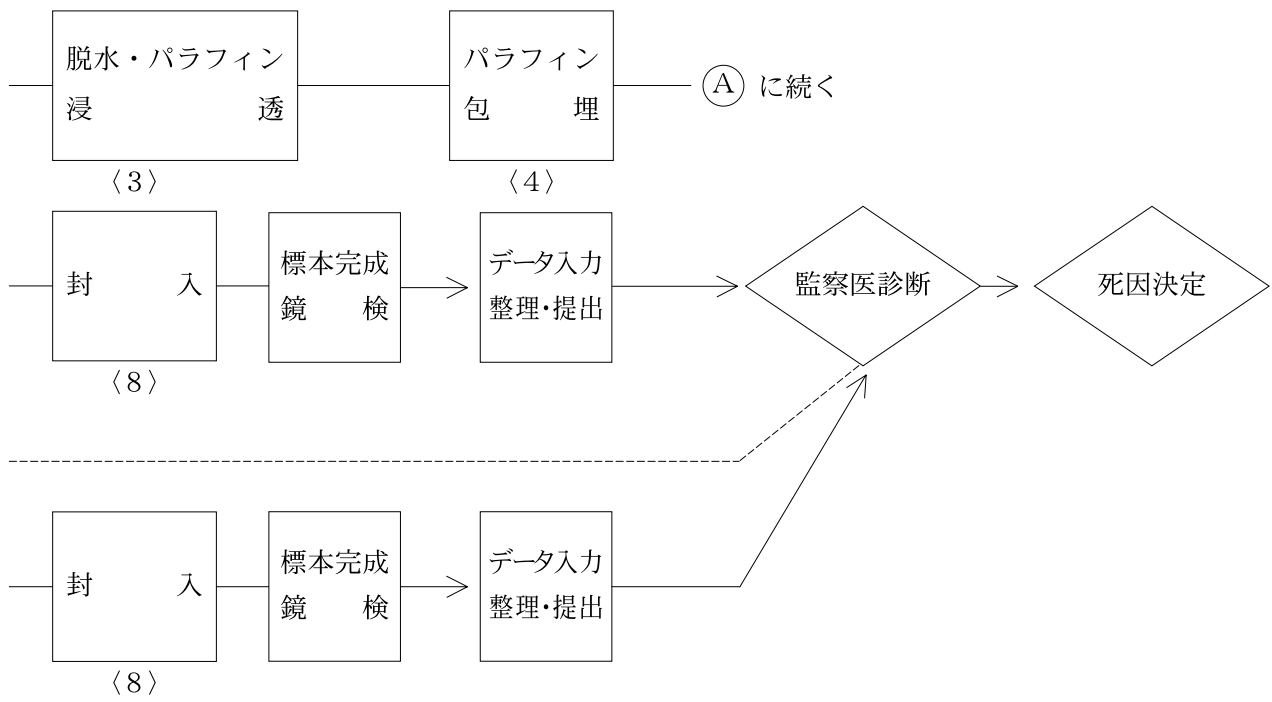 脱水・パラフィン
浸透
〈3〉
パラフィン
包埋
〈4〉
Ⓐ に続く
封入
〈8〉
標本完成
鏡検
データ入力
整理・提出
監察医診断
死因決定
封入
〈8〉
標本完成
鏡検
データ入力
整理・提出